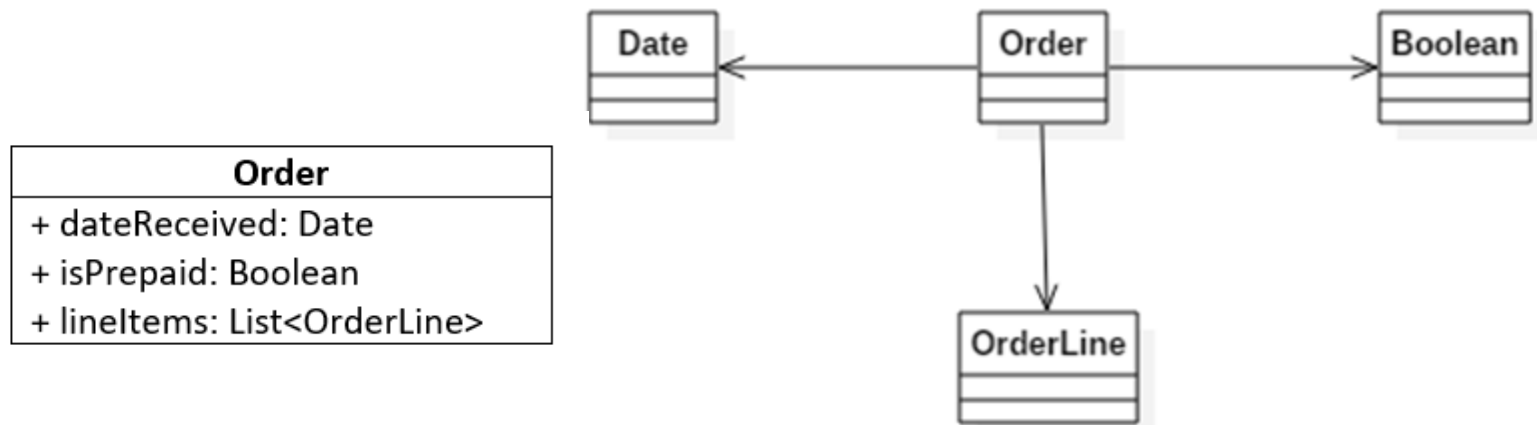 Order
+ dateReceived: Date
+ isPrepaid: Boolean
+ lineItems: List<OrderLine>
Date
Order
Boolean
OrderLine